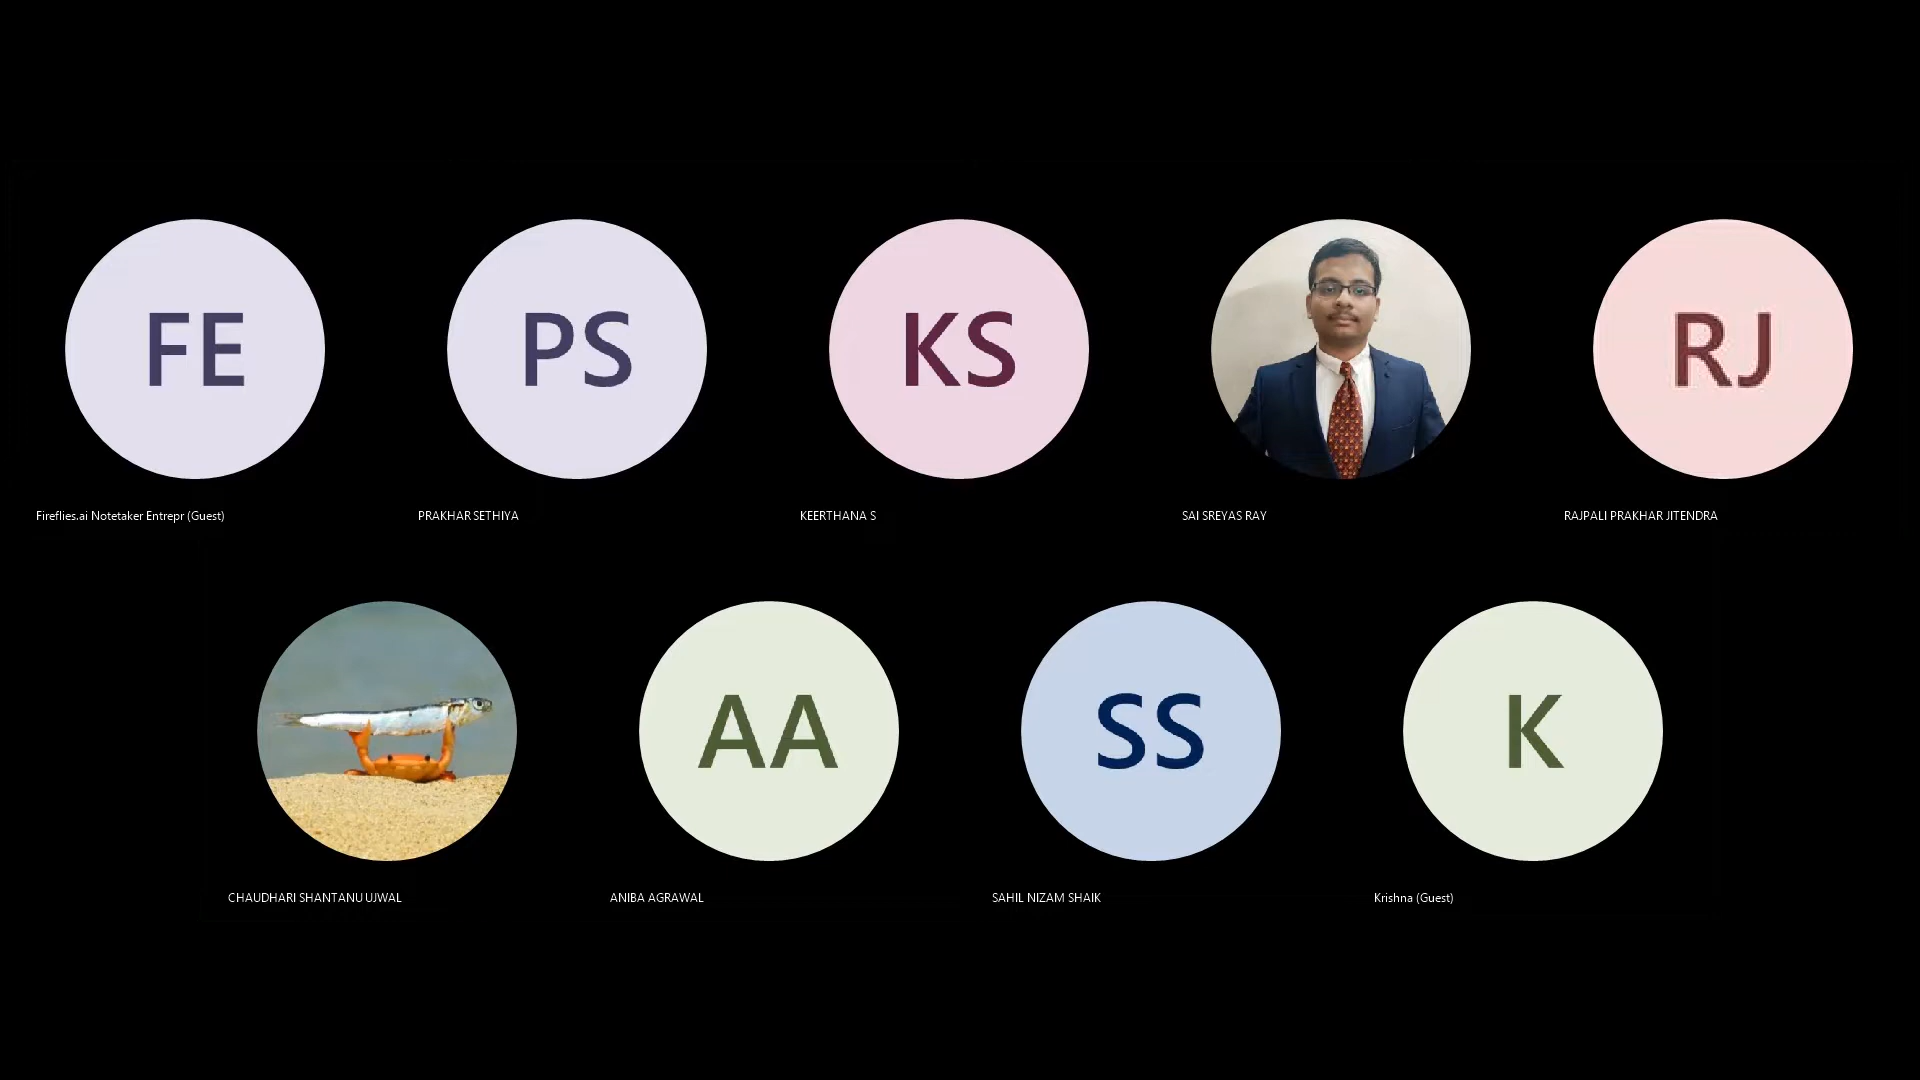 FE
PS
KS
RJ
Fireflies.ai Notetaker Entrepr (Guest)
PRAKHAR SETHIYA
KEERTHANA S
SAI SREYAS RAY
RAJPALI PRAKHAR JITENDRA
AA
SS
K
CHAUDHARI SHANTANU UJWAL
ANIBA AGRAWAL
SAHIL NIZAM SHAIK
Krishna (Guest)